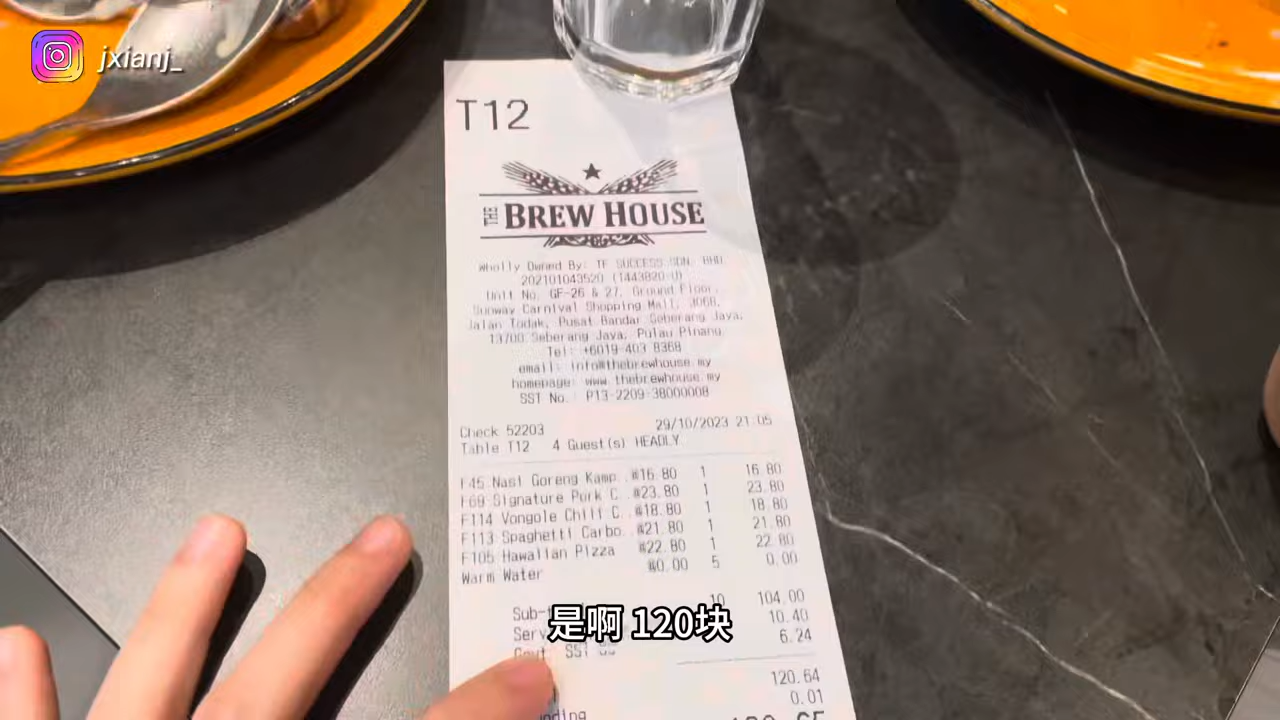 jxianj_
T12
THE BREW HOUSE
Wholly Owned By: TF SUCCESS SDN. BHD
202101043520 (1443820-U)
Unit No. GF-26 & 27, Ground Floor,
Sunway Carnival Shopping Mall, 3068,
Jalan Todak, Pusat Bandar Seberang Jaya,
13700 Seberang Jaya, Pulau Pinang
Tel: +6019-403 8368
email: info@thebrewhouse.my
homepage: www.thebrewhouse.my
SST No.: P13-2209-38000008
Check 52203 29/10/2023 21:05
Table T12 4 Guest(s) HEADLY
F45 Nasi Goreng Kamp.. @16.80 1 16.80
F69 Signature Pork C.. @23.80 1 23.80
F114 Vongole Chili C.. @18.80 1 18.80
F113 Spaghetti Carbo.. @21.80 1 21.80
F105 Hawaiian Pizza @22.80 1 22.80
Warm Water @0.00 5 0.00
Sub- 10 104.00
Serv 10.40
Govt SST 6.24
120.64
0.01
是啊 120块